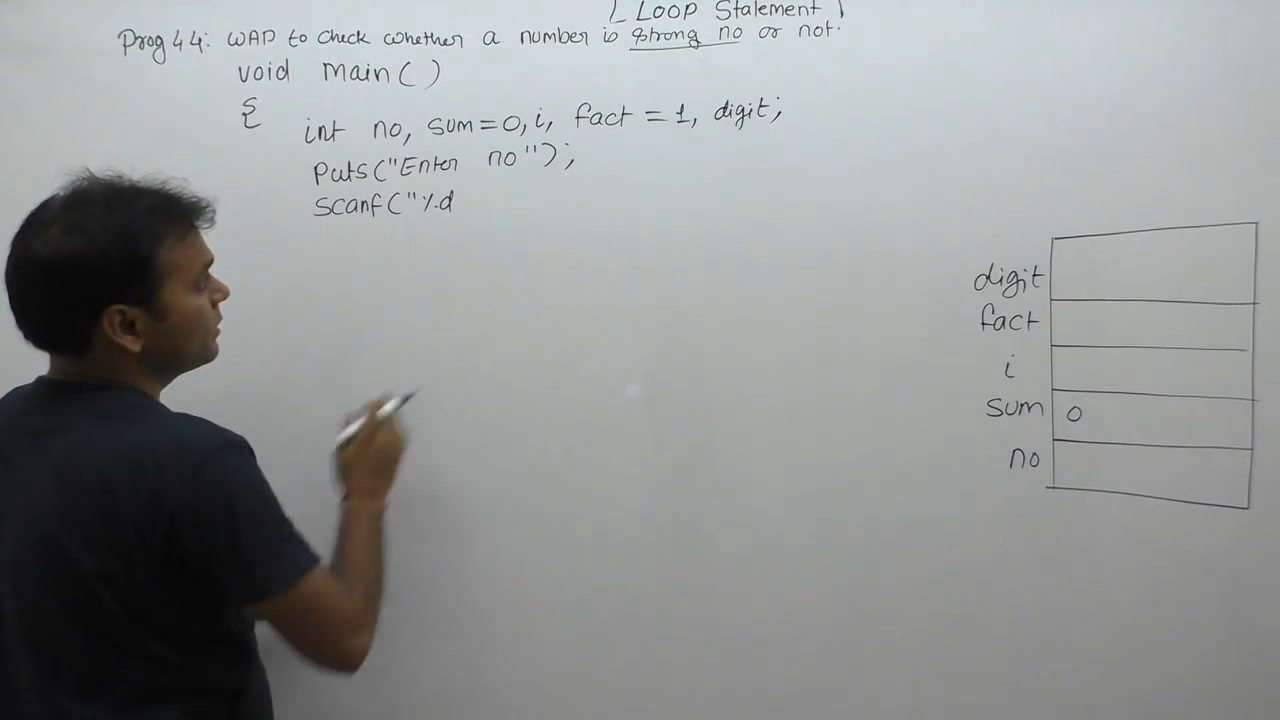 [ LOOP Statement ]
Prog 44: WAP to check whether a number is strong no or not.
void main( )
{
int no, sum=0, i, fact = 1, digit;
puts("Enter no");
scanf("%d
digit
fact
i
sum 0
no